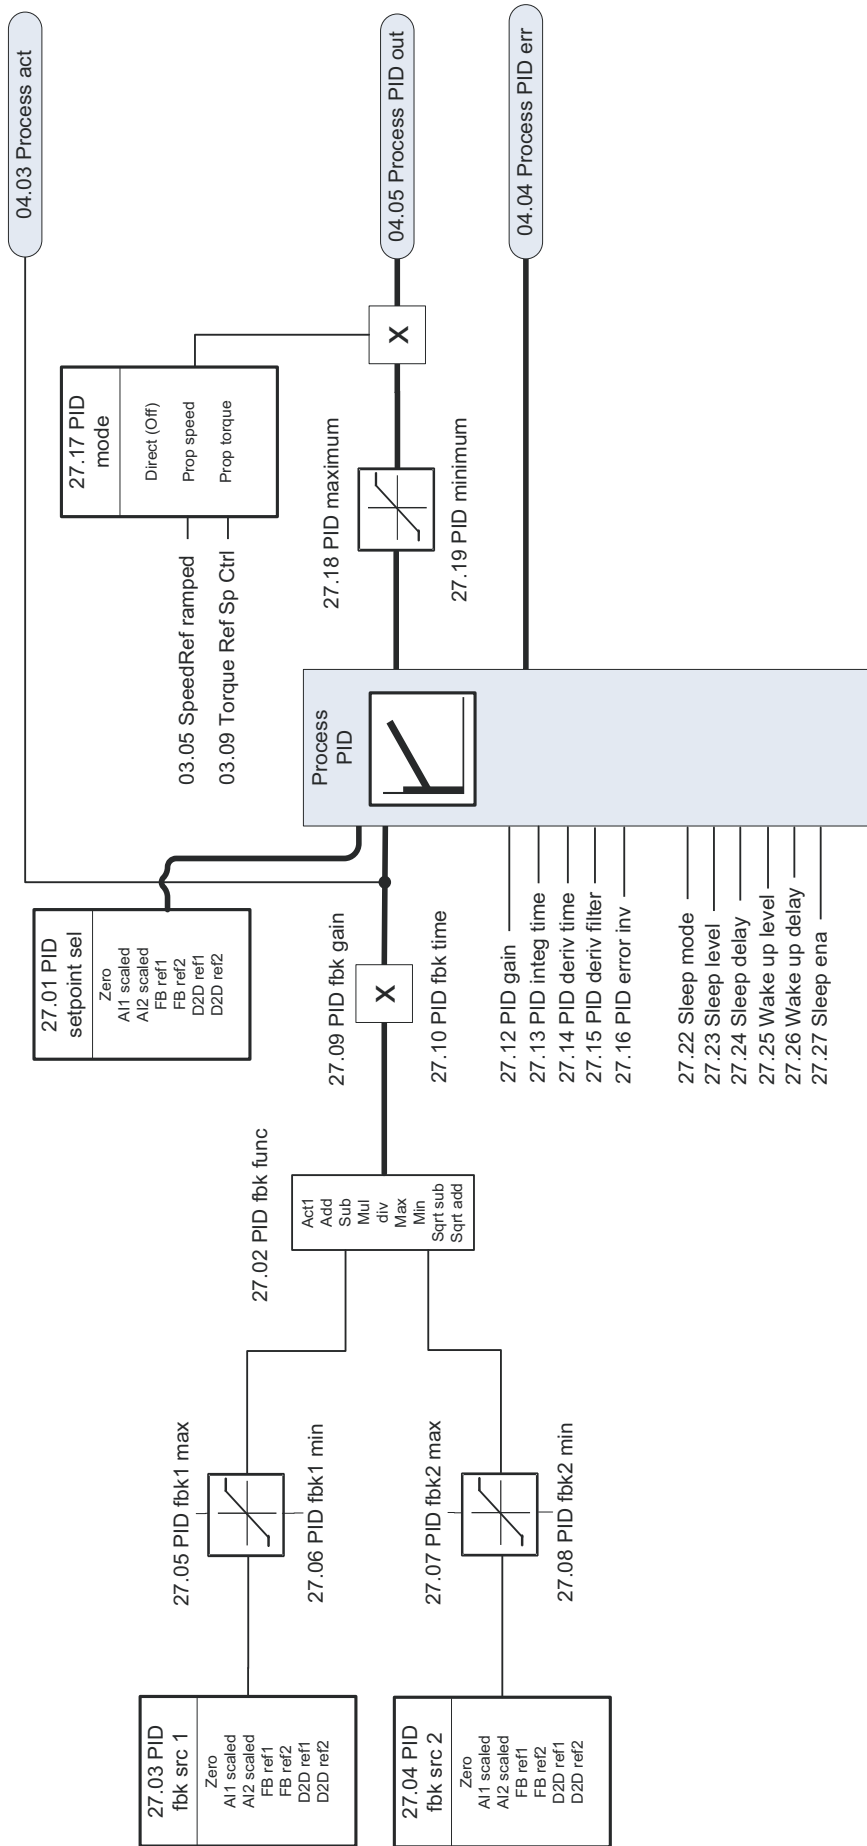 27.03 PID
fbk src 1
Zero
AI1 scaled
AI2 scaled
FB ref1
FB ref2
D2D ref1
D2D ref2
27.04 PID
fbk src 2
Zero
AI1 scaled
AI2 scaled
FB ref1
FB ref2
D2D ref1
D2D ref2
27.05 PID fbk1 max
27.06 PID fbk1 min
27.07 PID fbk2 max
27.08 PID fbk2 min
27.02 PID fbk func
Act1
Add
Sub
Mul
div
Max
Min
Sqrt sub
Sqrt add
27.01 PID
setpoint sel
Zero
AI1 scaled
AI2 scaled
FB ref1
FB ref2
D2D ref1
D2D ref2
27.09 PID fbk gain
X
27.10 PID fbk time
27.12 PID gain
27.13 PID integ time
27.14 PID deriv time
27.15 PID deriv filter
27.16 PID error inv
27.22 Sleep mode
27.23 Sleep level
27.24 Sleep delay
27.25 Wake up level
27.26 Wake up delay
27.27 Sleep ena
Process
PID
03.05 SpeedRef ramped
03.09 Torque Ref Sp Ctrl
27.17 PID
mode
Direct (Off)
Prop speed
Prop torque
27.18 PID maximum
27.19 PID minimum
X
04.03 Process act
04.05 Process PID out
04.04 Process PID err